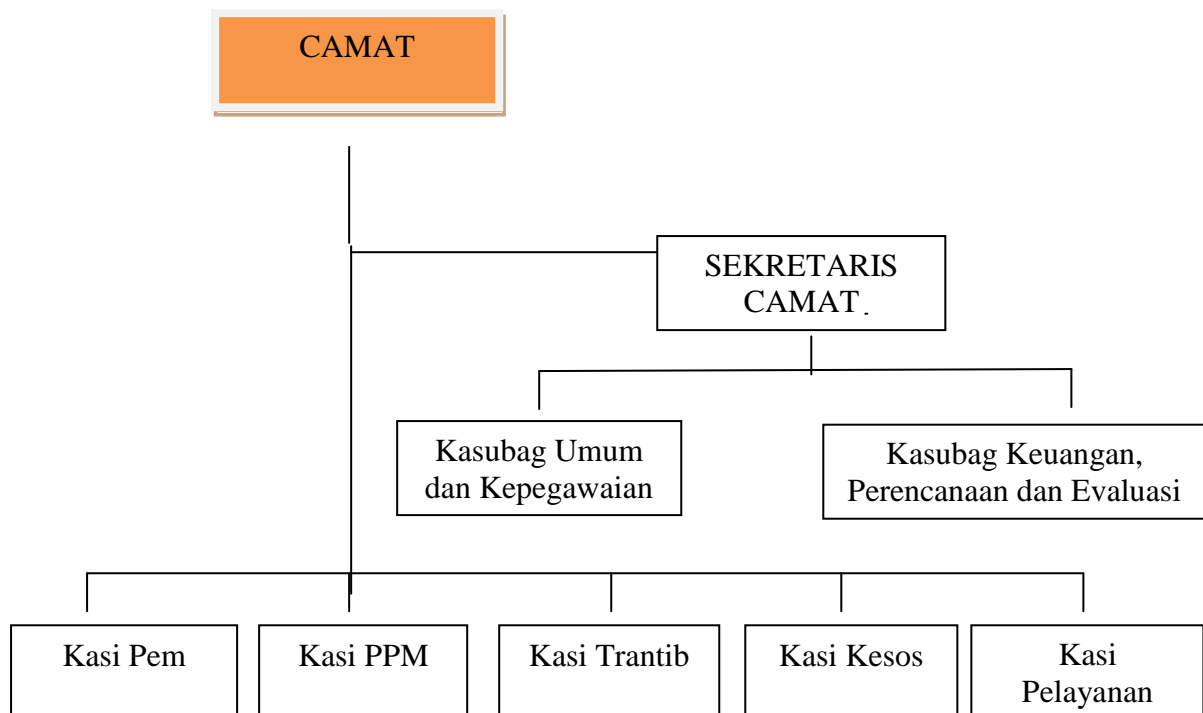 CAMAT
SEKRETARIS
CAMAT.
Kasubag Umum
dan Kepegawaian
Kasubag Keuangan,
Perencanaan dan Evaluasi
Kasi Pem
Kasi PPM
Kasi Trantib
Kasi Kesos
Kasi
Pelayanan